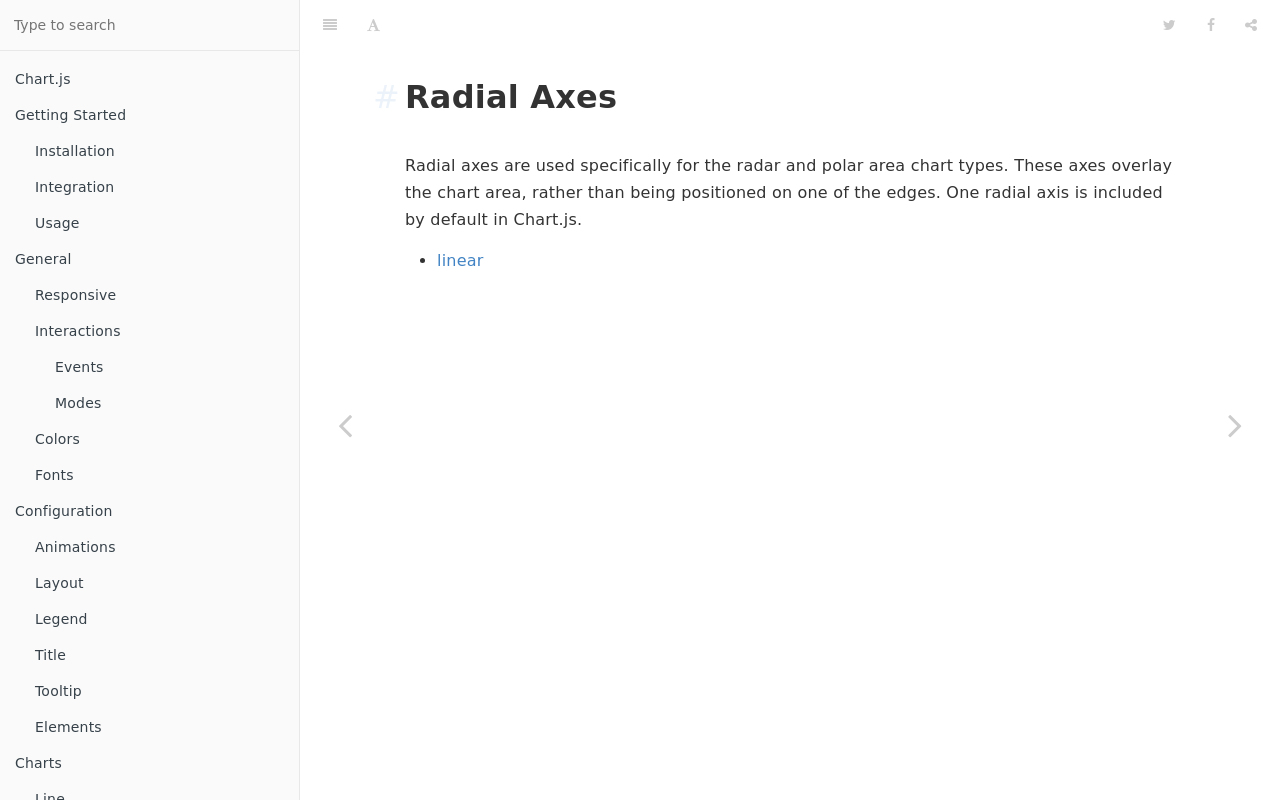 Type to search
Chart.js
Getting Started
Installation
Integration
Usage
General
Responsive
Interactions
Events
Modes
Colors
Fonts
Configuration
Animations
Layout
Legend
Title
Tooltip
Elements
Charts
Line
A
# Radial Axes
Radial axes are used specifically for the radar and polar area chart types. These axes overlay
the chart area, rather than being positioned on one of the edges. One radial axis is included
by default in Chart.js.
• linear